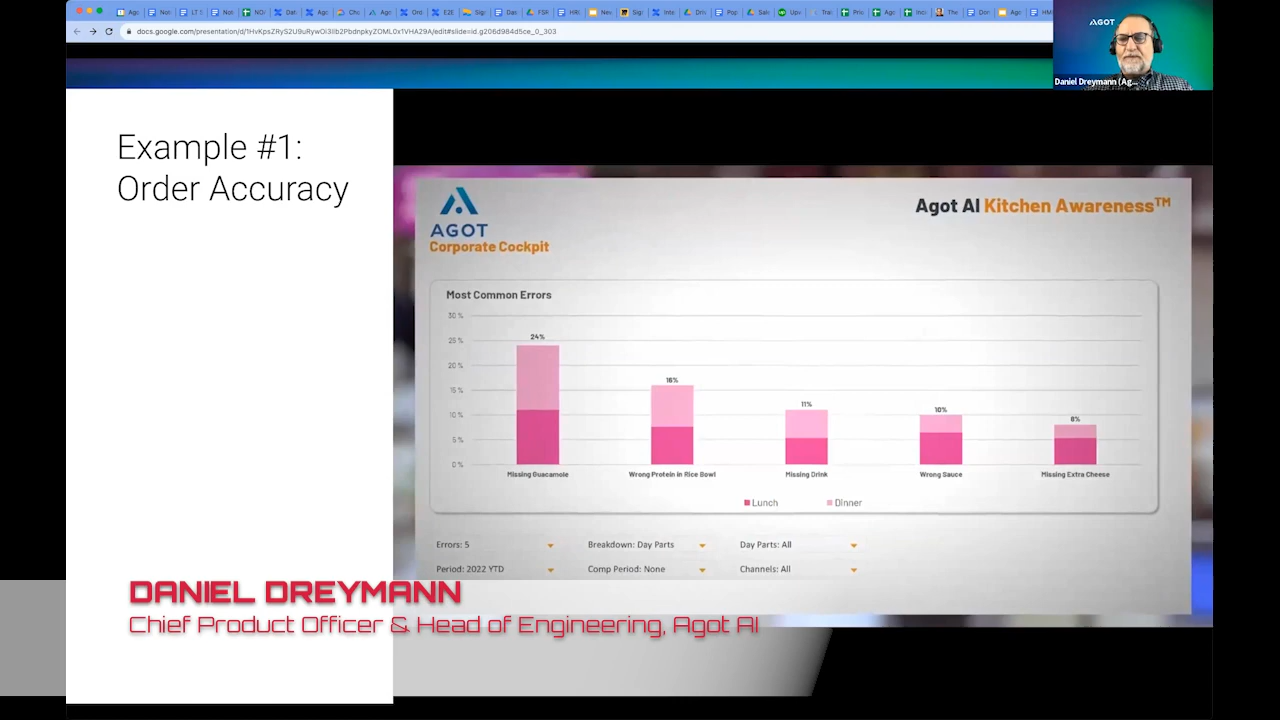 docs.google.com/presentation/d/1HvKpsZRyS2U9uRywOi3Ilb2PbdnpkyZOML0x1VHA29A/edit#slide=id.g206d984d5ce_0_303
AGOT
Daniel Dreymann (Ag...
Example #1:
Order Accuracy
AGOT
Corporate Cockpit
Agot AI Kitchen Awareness™
Most Common Errors
30%
25%
20%
15%
10%
5%
0%
24%
16%
11%
10%
8%
Missing Guacamole
Wrong Protein in Rice Bowl
Missing Drink
Wrong Sauce
Missing Extra Cheese
Lunch
Dinner
Errors: 5
Breakdown: Day Parts
Day Parts: All
Period: 2022 YTD
Comp Period: None
Channels: All
DANIEL DREYMANN
Chief Product Officer & Head of Engineering, Agot AI